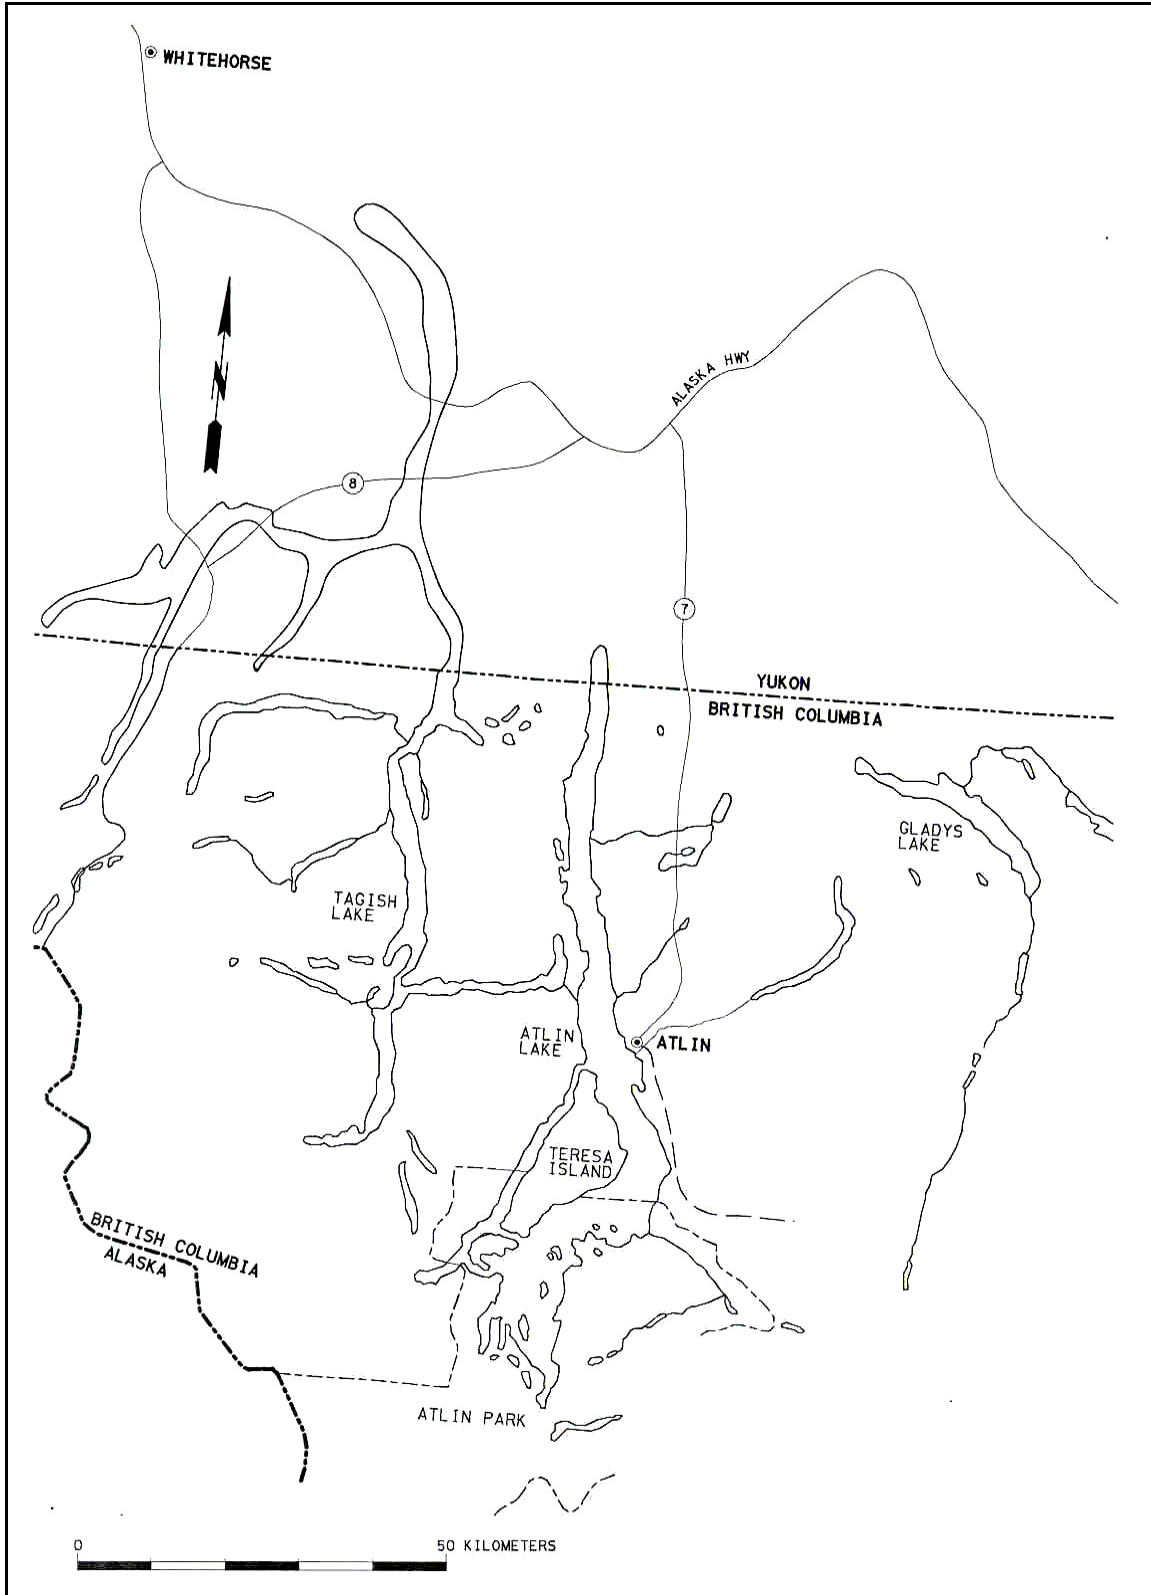 WHITEHORSE
N
ALASKA HWY
8
7
YUKON
BRITISH COLUMBIA
GLADYS
LAKE
TAGISH
LAKE
ATLIN
LAKE
ATLIN
TERESA
ISLAND
BRITISH COLUMBIA
ALASKA
ATLIN PARK
0
50 KILOMETERS